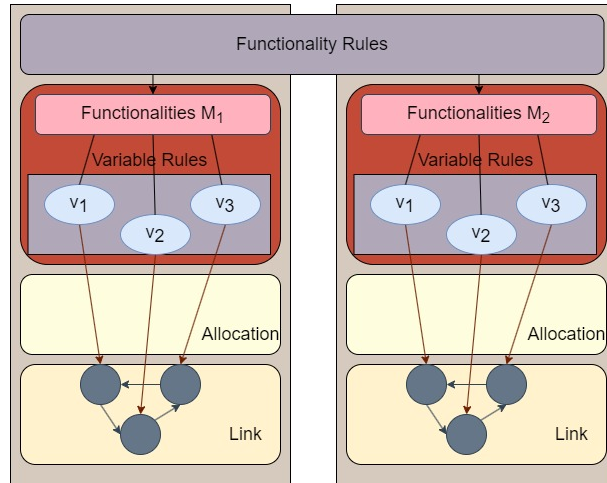 Functionality Rules
Functionalities M1
Variable Rules
v1
v2
v3
Allocation
Link
Functionalities M2
Variable Rules
v1
v2
v3
Allocation
Link